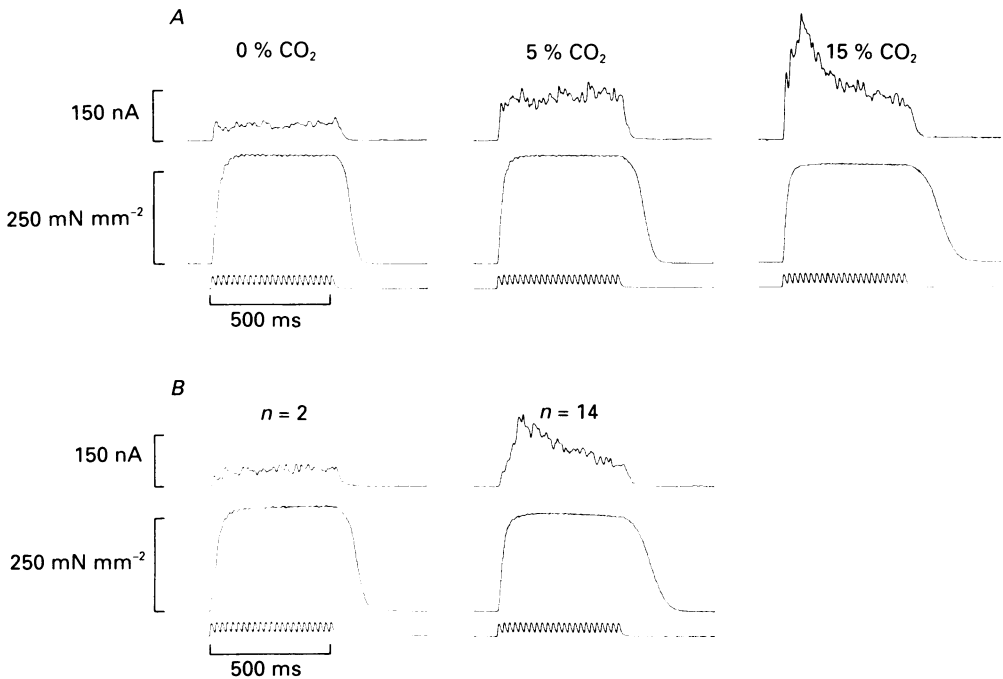 A
0 % CO₂
5 % CO₂
15 % CO₂
150 nA
250 mN mm⁻²
500 ms
B
n = 2
n = 14
150 nA
250 mN mm⁻²
500 ms